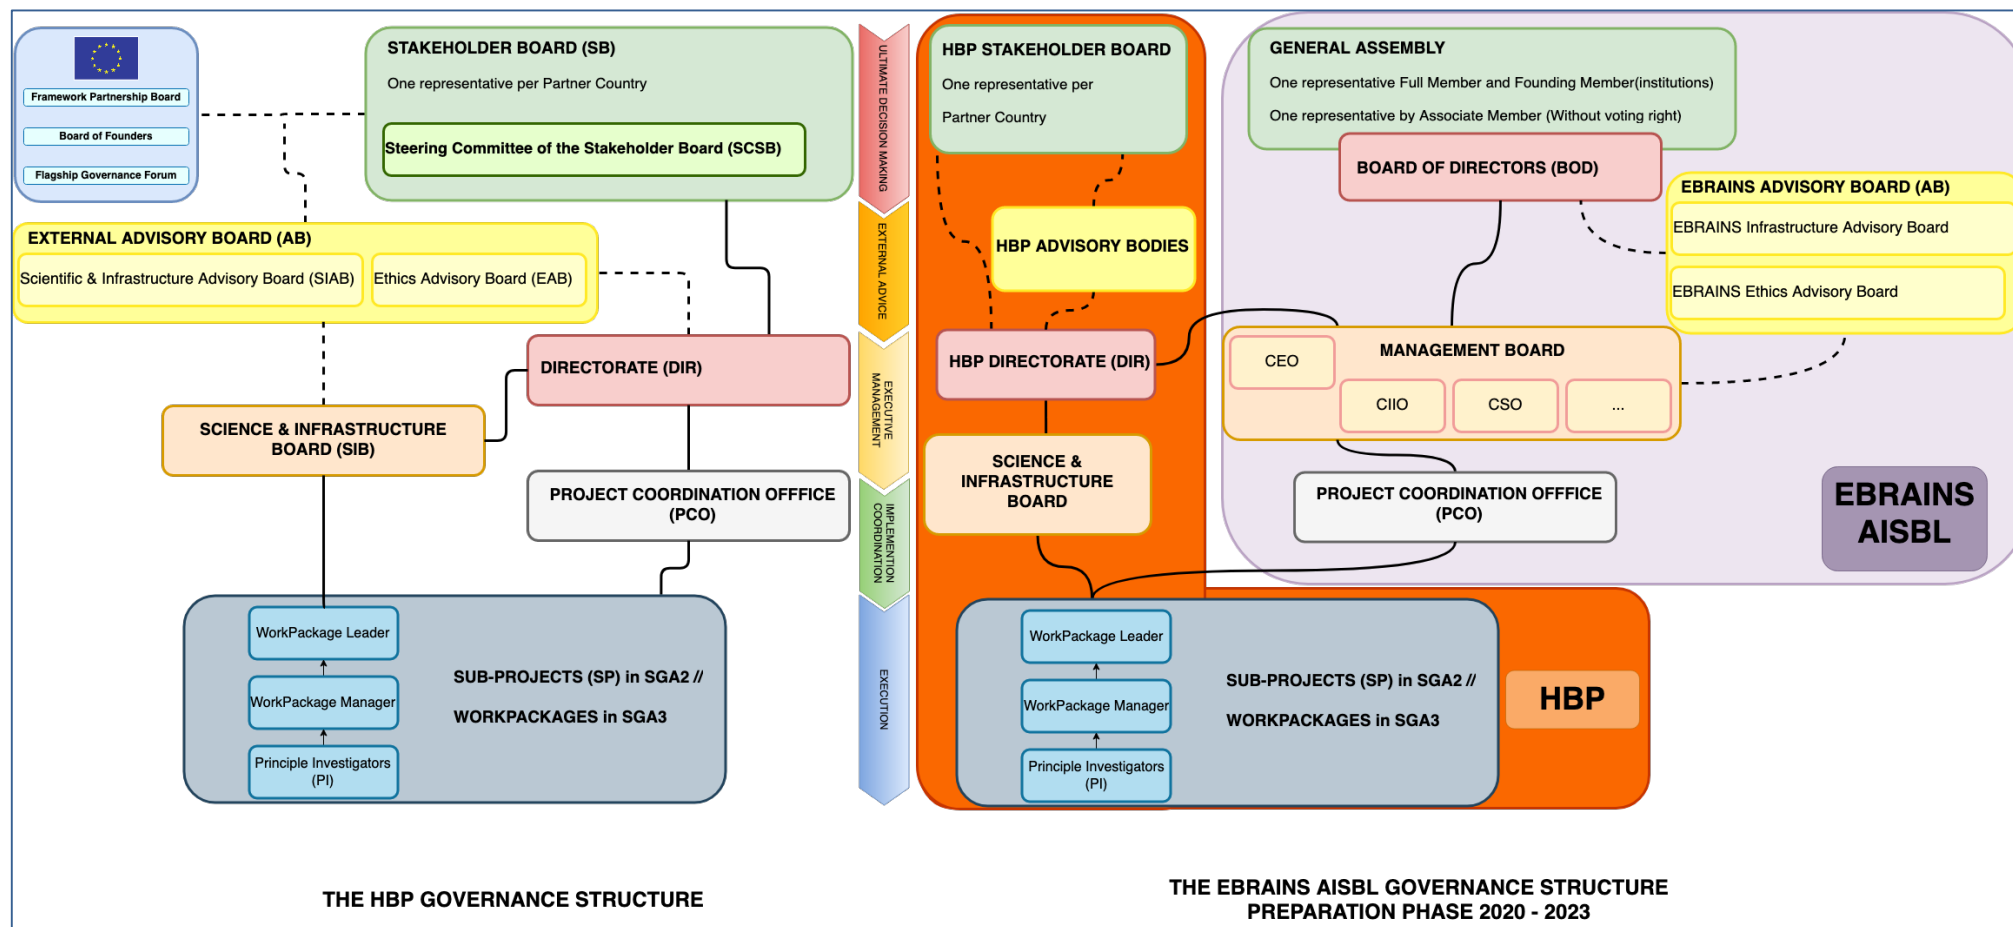 Framework Partnership Board
Board of Founders
Flagship Governance Forum
STAKEHOLDER BOARD (SB)
One representative per Partner Country
Steering Committee of the Stakeholder Board (SCSB)
EXTERNAL ADVISORY BOARD (AB)
Scientific & Infrastructure Advisory Board (SIAB)
Ethics Advisory Board (EAB)
DIRECTORATE (DIR)
SCIENCE & INFRASTRUCTURE
BOARD (SIB)
PROJECT COORDINATION OFFFICE
(PCO)
WorkPackage Leader
WorkPackage Manager
Principle Investigators
(PI)
SUB-PROJECTS (SP) in SGA2 //
WORKPACKAGES in SGA3
THE HBP GOVERNANCE STRUCTURE
ULTIMATE DECISION MAKING
EXTERNAL ADVICE
EXECUTIVE
MANAGEMENT
IMPLEMENTION
COORDINATION
EXECUTION
HBP STAKEHOLDER BOARD
One representative per
Partner Country
HBP ADVISORY BODIES
HBP DIRECTORATE (DIR)
SCIENCE &
INFRASTRUCTURE
BOARD
GENERAL ASSEMBLY
One representative Full Member and Founding Member(institutions)
One representative by Associate Member (Without voting right)
BOARD OF DIRECTORS (BOD)
EBRAINS ADVISORY BOARD (AB)
EBRAINS Infrastructure Advisory Board
EBRAINS Ethics Advisory Board
MANAGEMENT BOARD
CEO
CIIO
CSO
...
PROJECT COORDINATION OFFFICE
(PCO)
EBRAINS
AISBL
WorkPackage Leader
WorkPackage Manager
Principle Investigators
(PI)
SUB-PROJECTS (SP) in SGA2 //
WORKPACKAGES in SGA3
HBP
THE EBRAINS AISBL GOVERNANCE STRUCTURE
PREPARATION PHASE 2020 - 2023